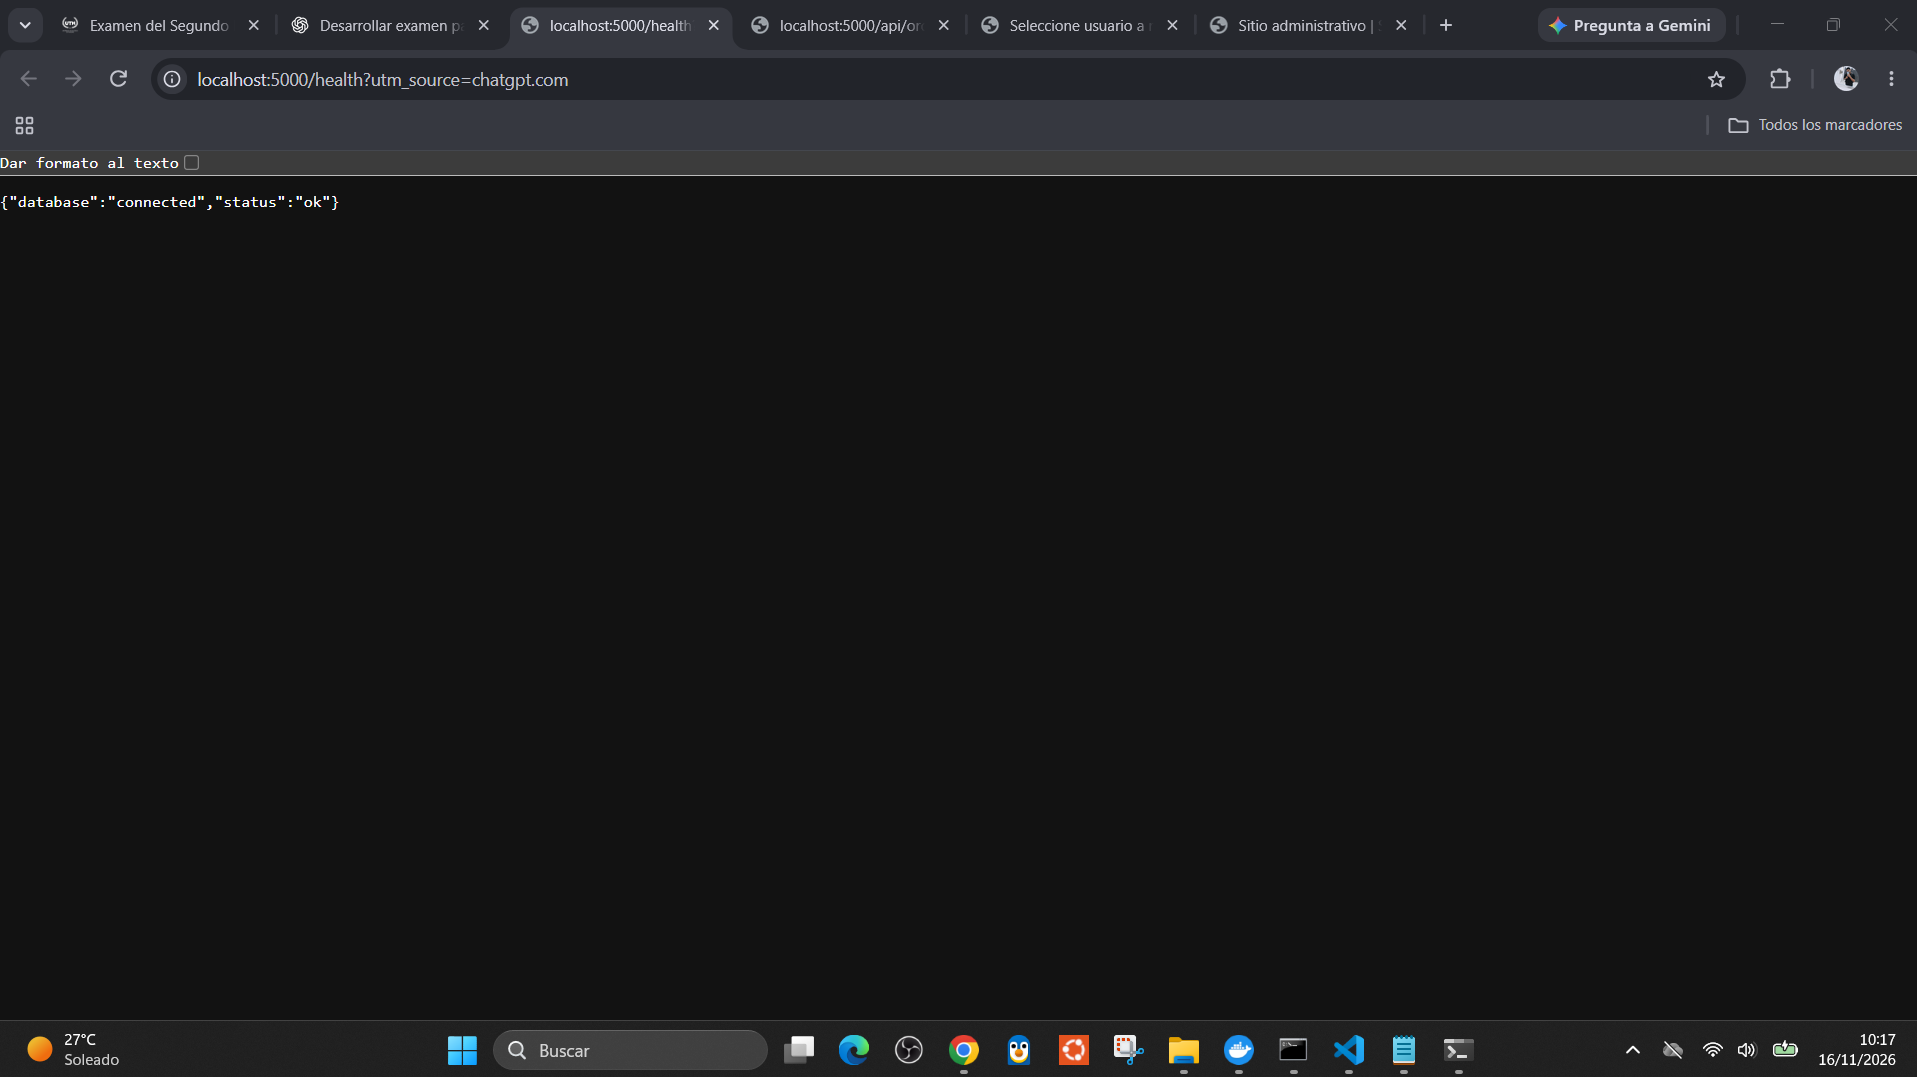 Examen del Segundo
Desarrollar examen p
localhost:5000/health
localhost:5000/api/or
Seleccione usuario a
Sitio administrativo |
Pregunta a Gemini
localhost:5000/health?utm_source=chatgpt.com
Todos los marcadores
Dar formato al texto
{"database":"connected","status":"ok"}
27°C
Soleado
Buscar
10:17
16/11/2026